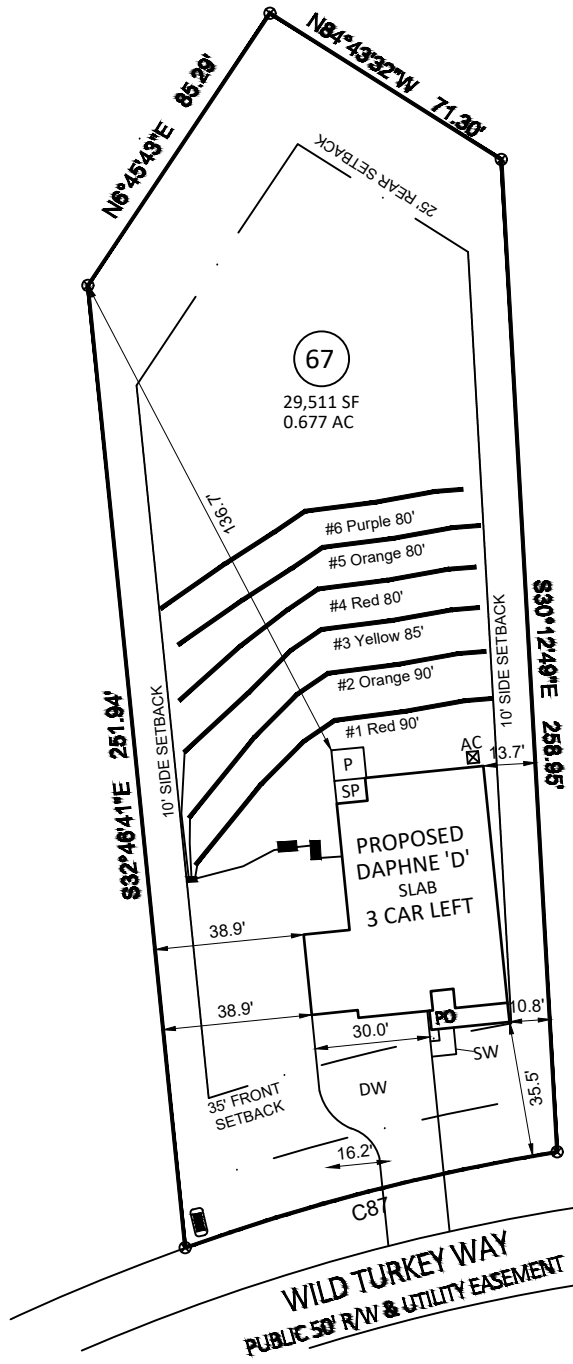 N84°43'32"W 71.30'
N6°45'43"E 85.29'
25' REAR SETBACK
67
29,511 SF
0.677 AC
136.7'
#6 Purple 80'
#5 Orange 80'
#4 Red 80'
#3 Yellow 85'
#2 Orange 90'
#1 Red 90'
S30°12'49"E 258.95'
10' SIDE SETBACK
S32°46'41"E 251.94'
10' SIDE SETBACK
AC
13.7'
P
SP
PROPOSED
DAPHNE 'D'
SLAB
3 CAR LEFT
38.9'
38.9'
PO
10.8'
30.0'
SW
35.5'
DW
35' FRONT
SETBACK
16.2'
C87
WILD TURKEY WAY
PUBLIC 50' R/W & UTILITY EASEMENT